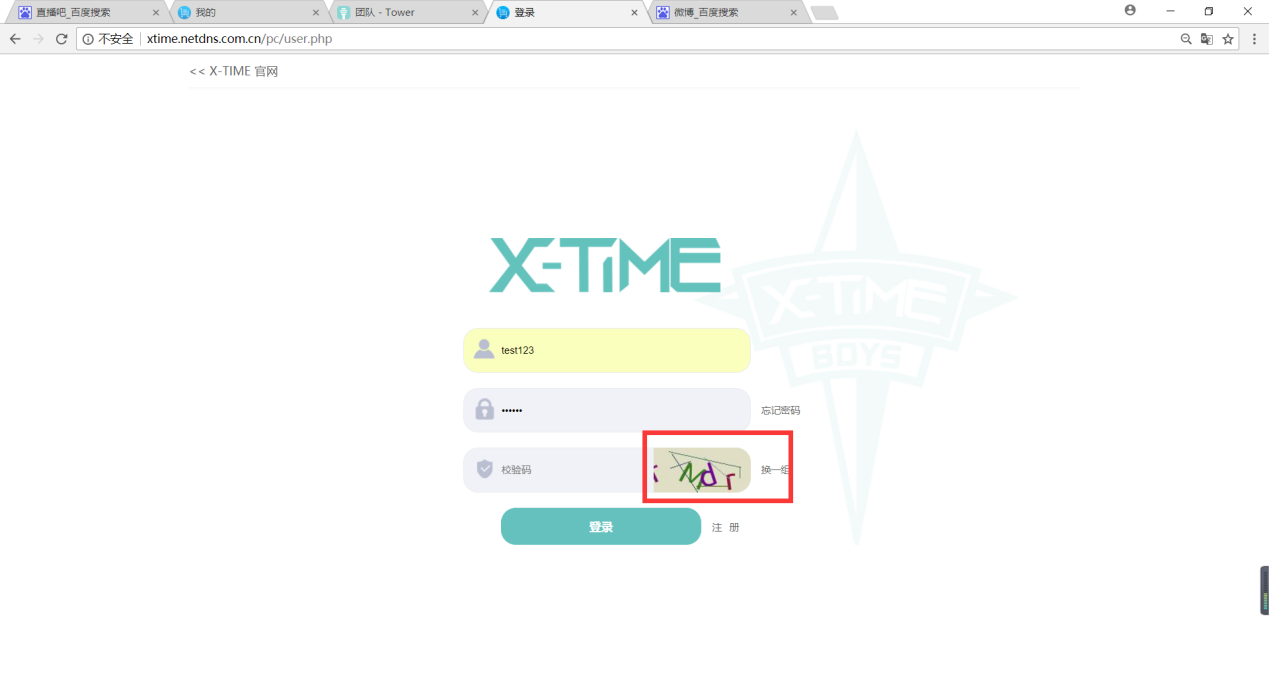 直播吧_百度搜索
我的
团队 - Tower
登录
微博_百度搜索
不安全
xtime.netdns.com.cn/pc/user.php
<< X-TIME 官网
X-TIME
X-TIME
BOYS
test123
••••••
忘记密码
校验码
换一组
登录
注 册